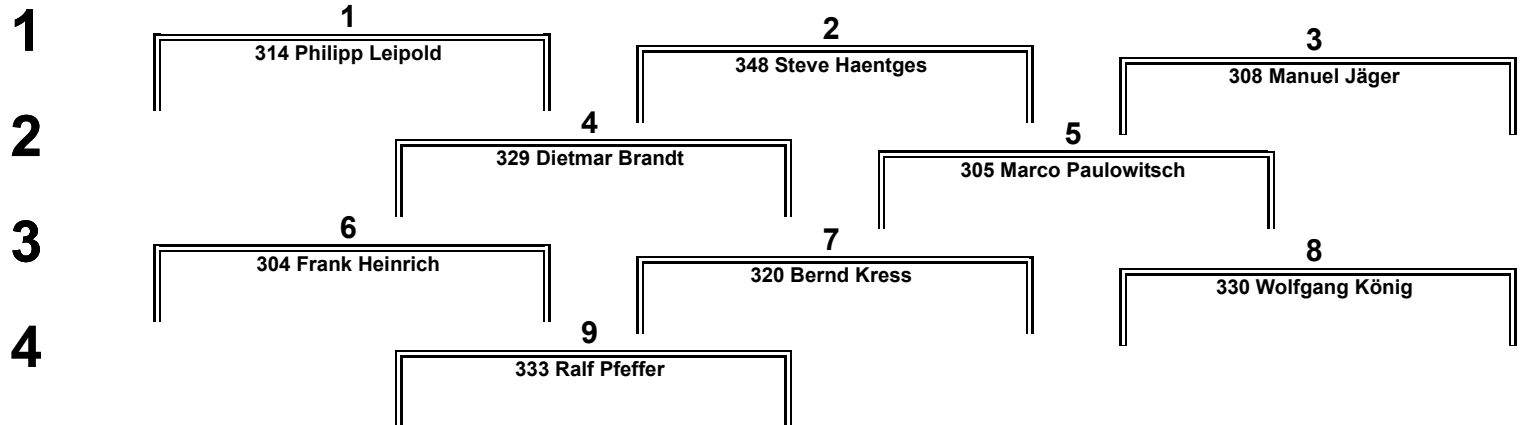 1
1
314 Philipp Leipold
2
348 Steve Haentges
3
308 Manuel Jäger
2
4
329 Dietmar Brandt
5
305 Marco Paulowitsch
3
6
304 Frank Heinrich
7
320 Bernd Kress
8
330 Wolfgang König
4
9
333 Ralf Pfeffer